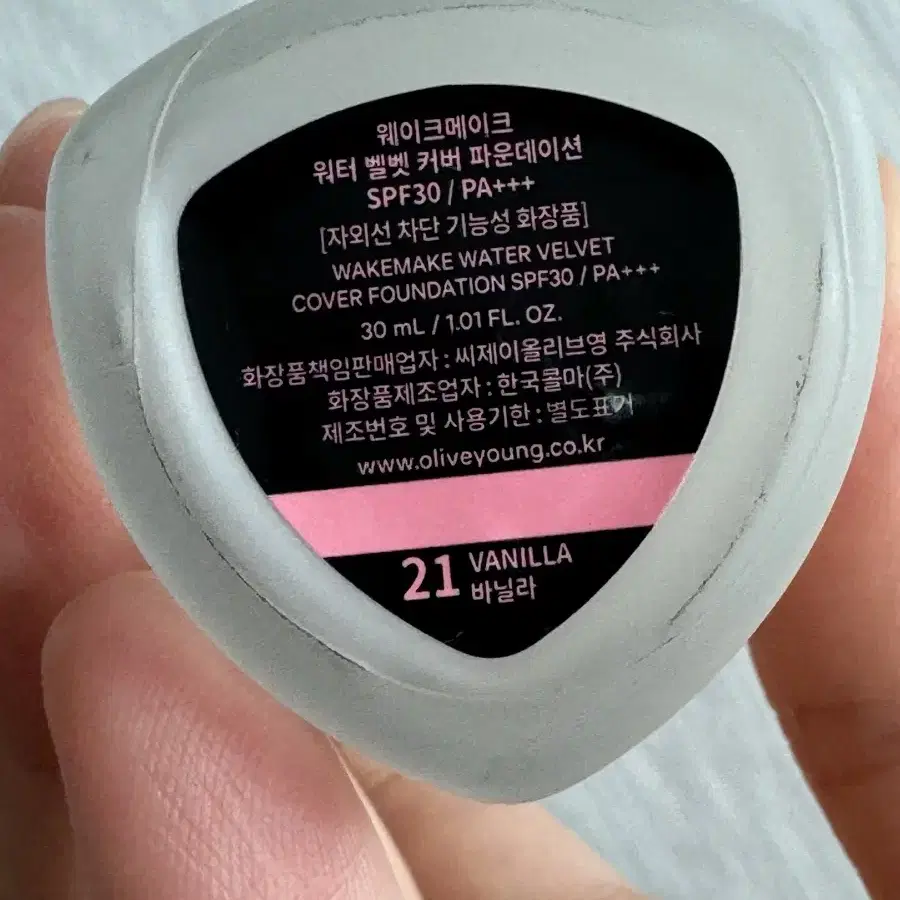 웨이크메이크
워터 벨벳 커버 파운데이션
SPF30 / PA+++
[자외선 차단 기능성 화장품]
WAKEMAKE WATER VELVET
COVER FOUNDATION SPF30 / PA+++
30 mL / 1.01 FL. OZ.
화장품책임판매업자 : 씨제이올리브영 주식회사
화장품제조업자 : 한국콜마(주)
제조번호 및 사용기한 : 별도표기
www.oliveyoung.co.kr
21 VANILLA
바닐라